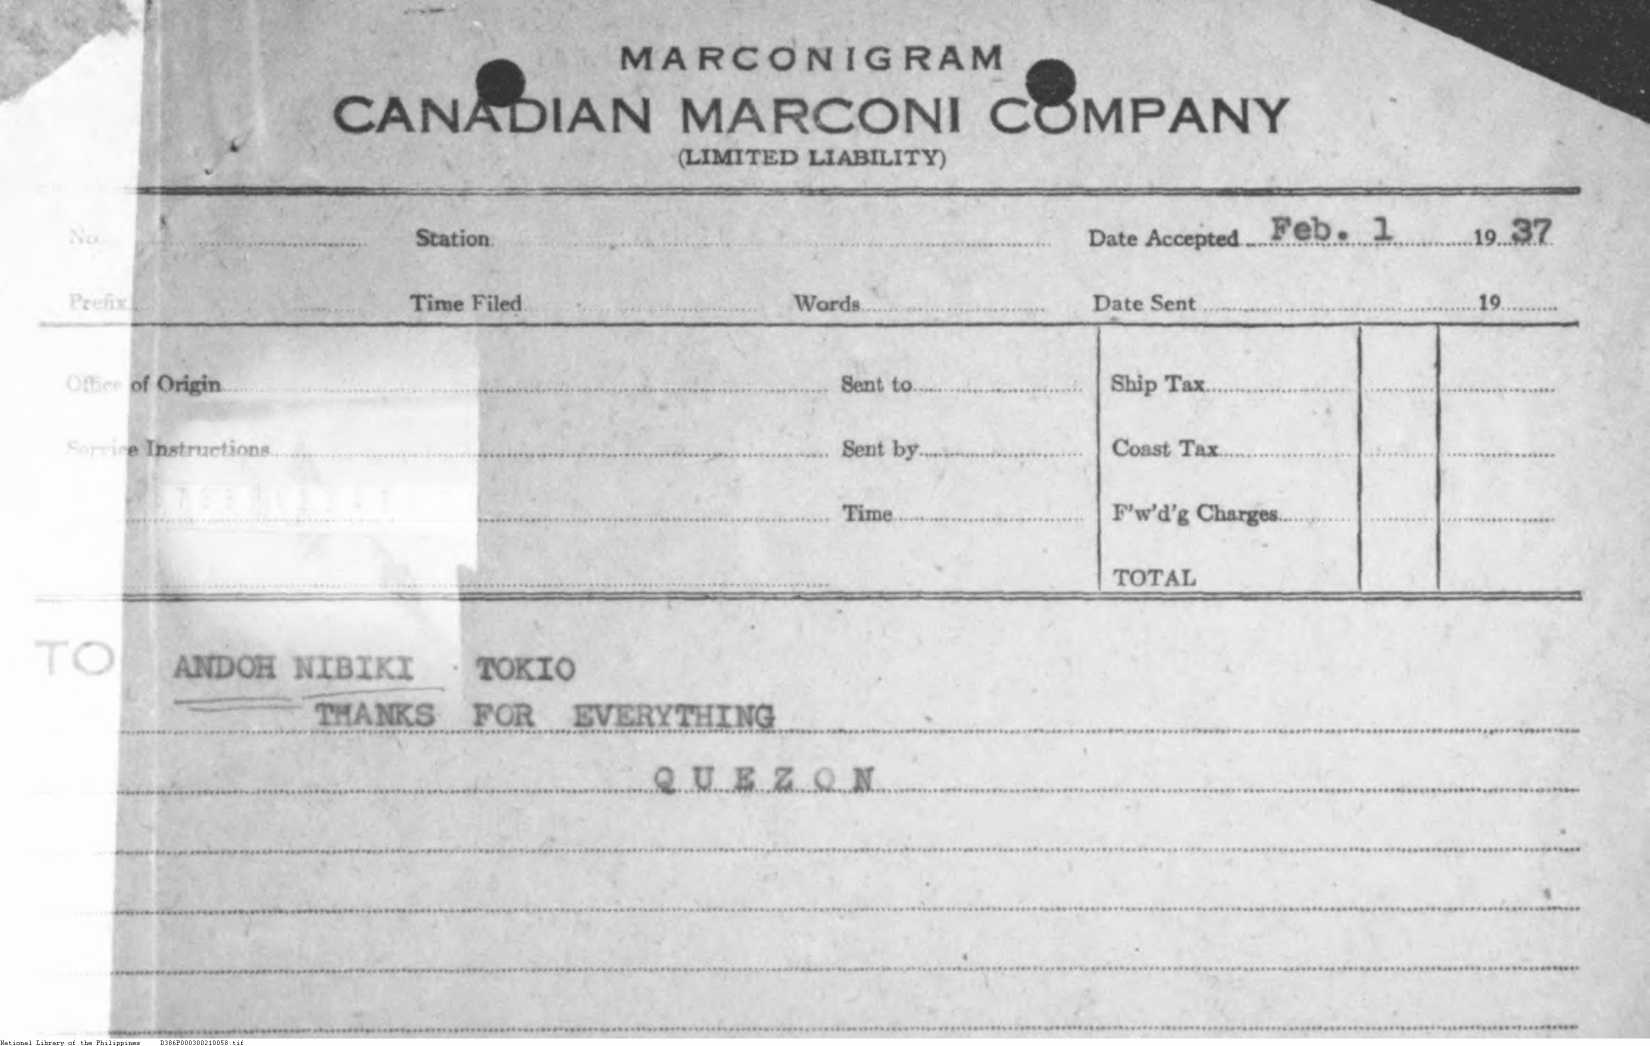 MARCONIGRAM
CANADIAN MARCONI COMPANY
(LIMITED LIABILITY)
No. Station Date Accepted Feb. 1 1937
Prefix Time Filed Words Date Sent 19
Office of Origin Sent to Ship Tax
Service Instructions Sent by Coast Tax
Time F'w'd'g Charges
TOTAL
TO ANDOH NIBIKI TOKIO
THANKS FOR EVERYTHING
QUEZON
National Library of the Philippines D386P000300210058.tif